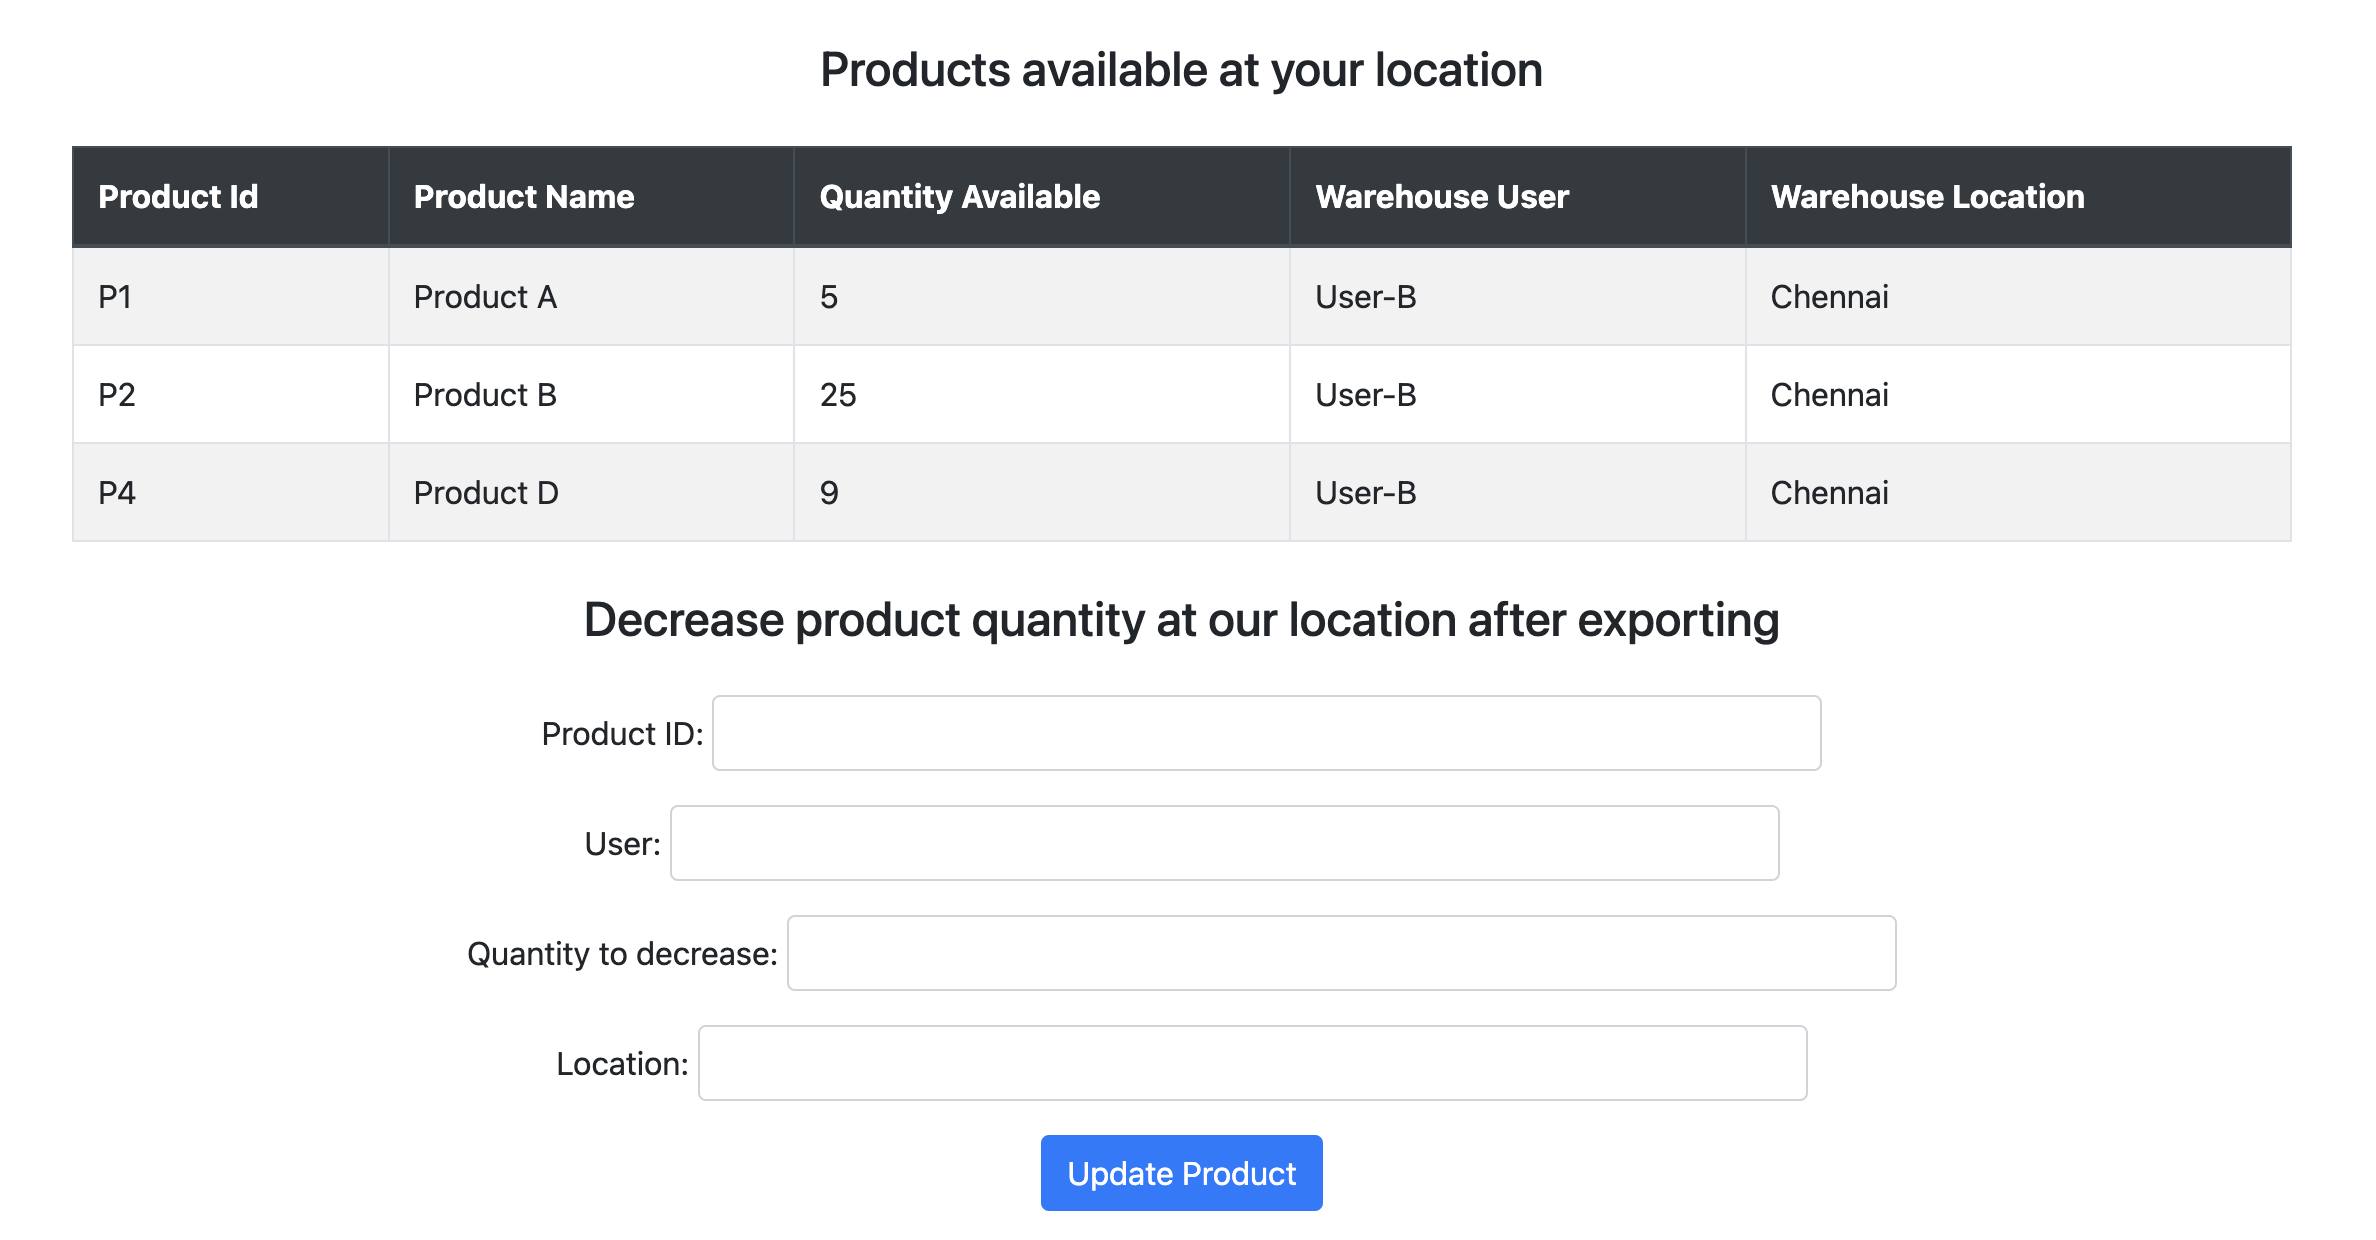 Products available at your location
Product Id Product Name Quantity Available Warehouse User Warehouse Location
P1 Product A 5 User-B Chennai
P2 Product B 25 User-B Chennai
P4 Product D 9 User-B Chennai
Decrease product quantity at our location after exporting
Product ID:
User:
Quantity to decrease:
Location:
Update Product